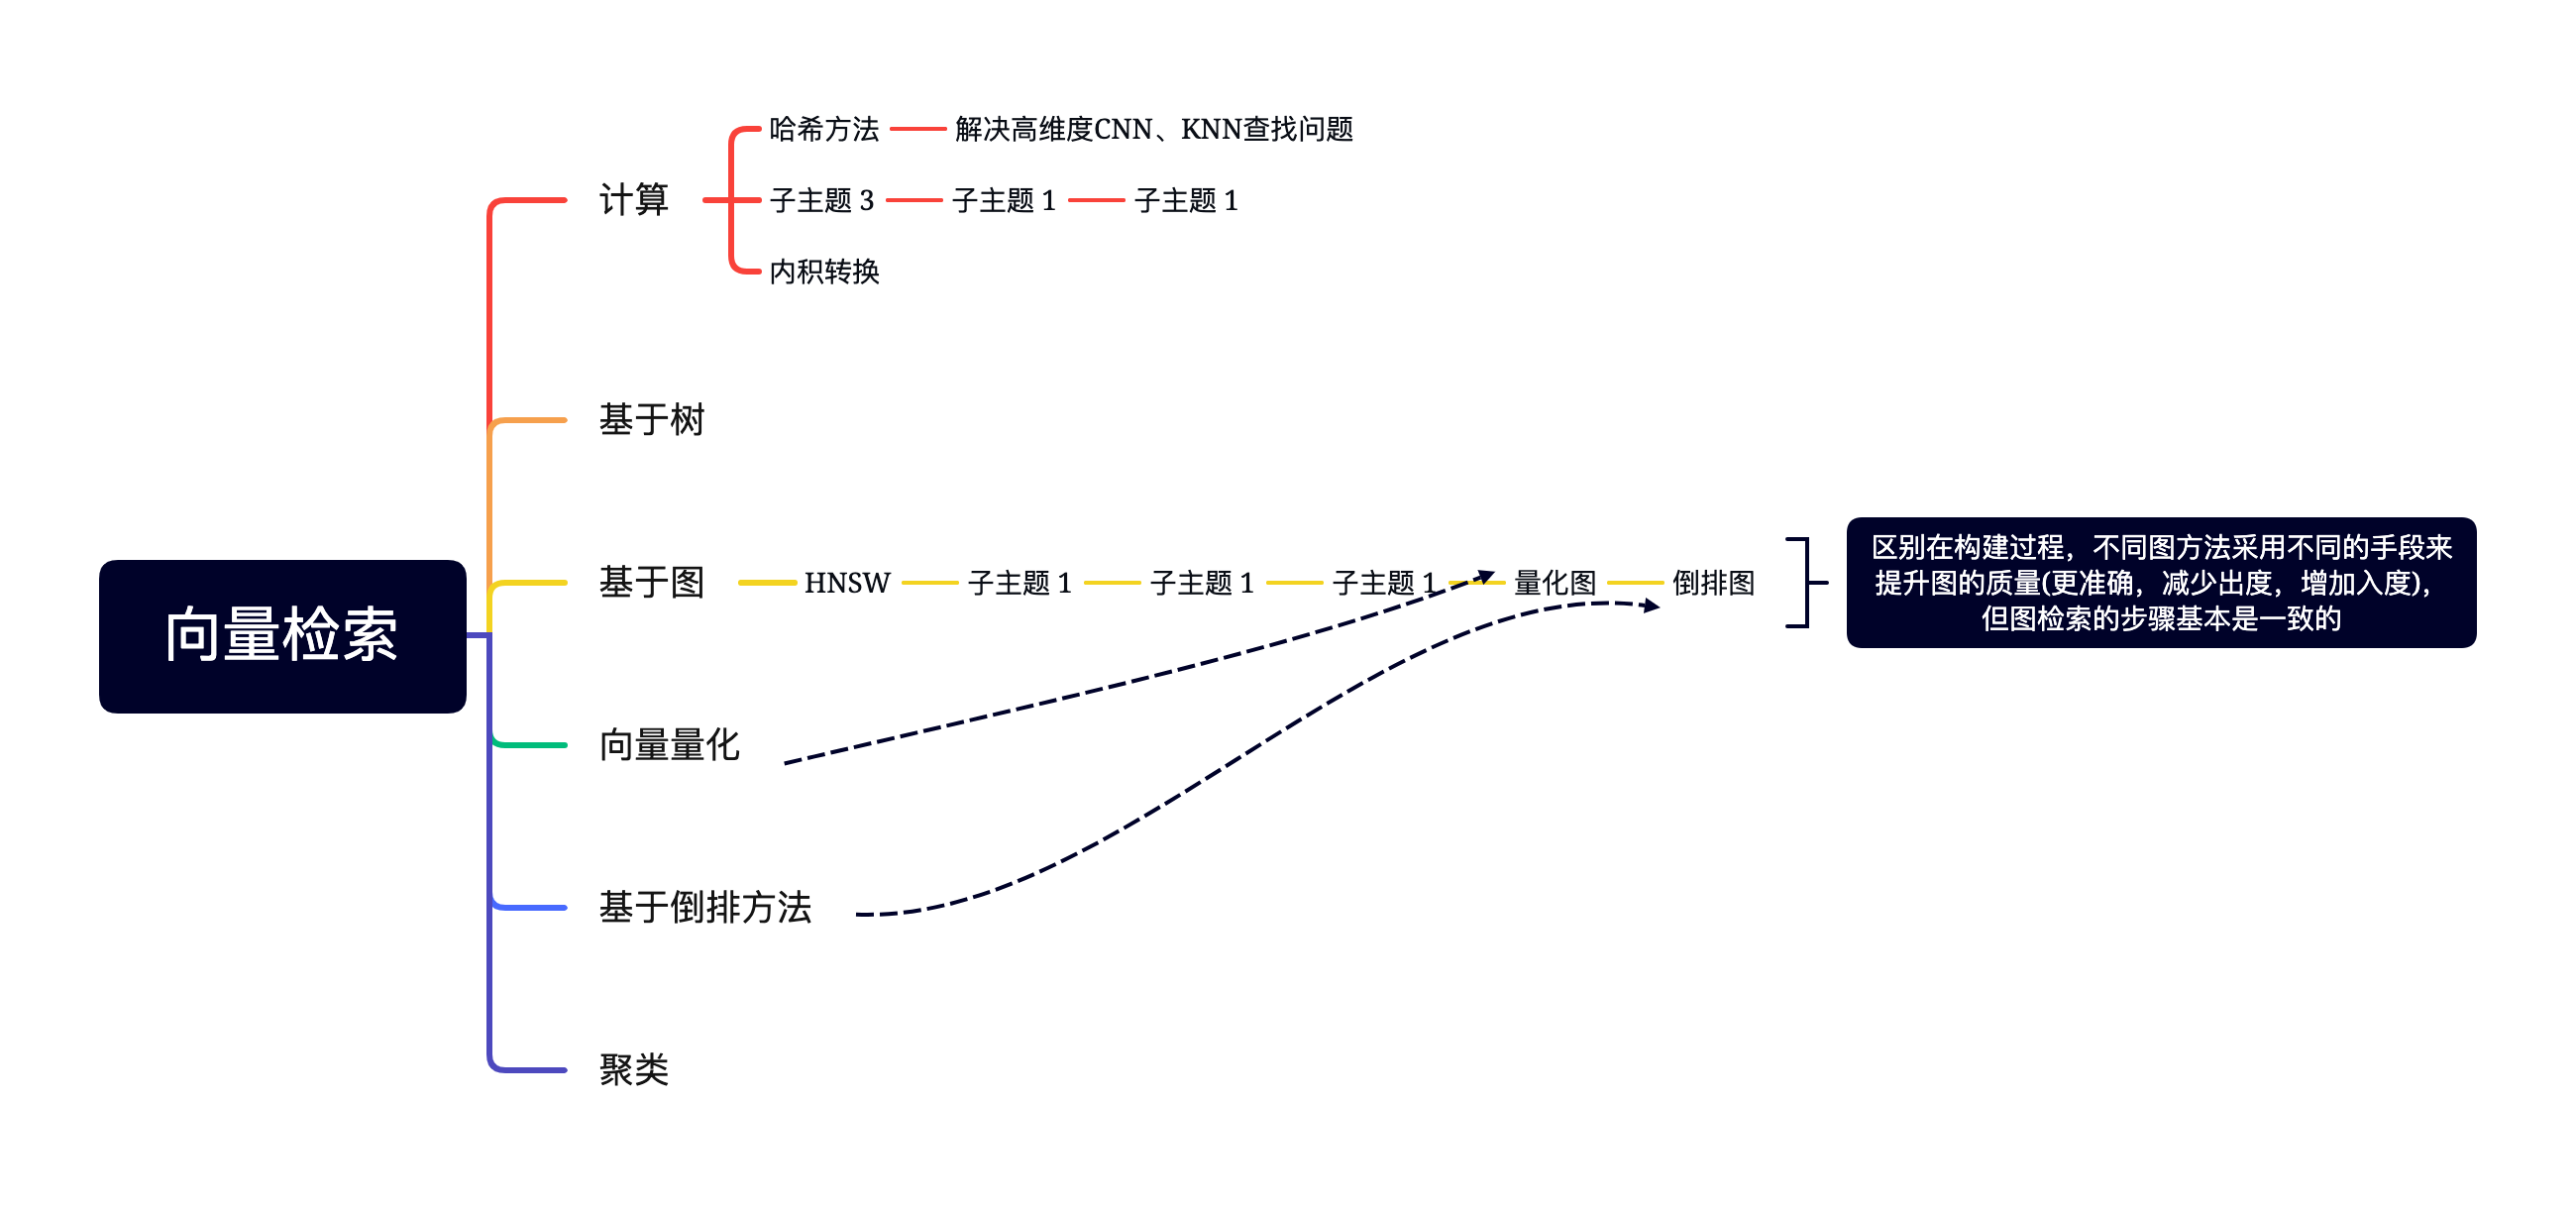 向量检索
计算
哈希方法
解决高维度CNN、KNN查找问题
子主题 3
子主题 1
子主题 1
内积转换
基于树
基于图
HNSW
子主题 1
子主题 1
子主题 1
量化图
倒排图
区别在构建过程，不同图方法采用不同的手段来
提升图的质量(更准确，减少出度，增加入度)，
但图检索的步骤基本是一致的
向量量化
基于倒排方法
聚类